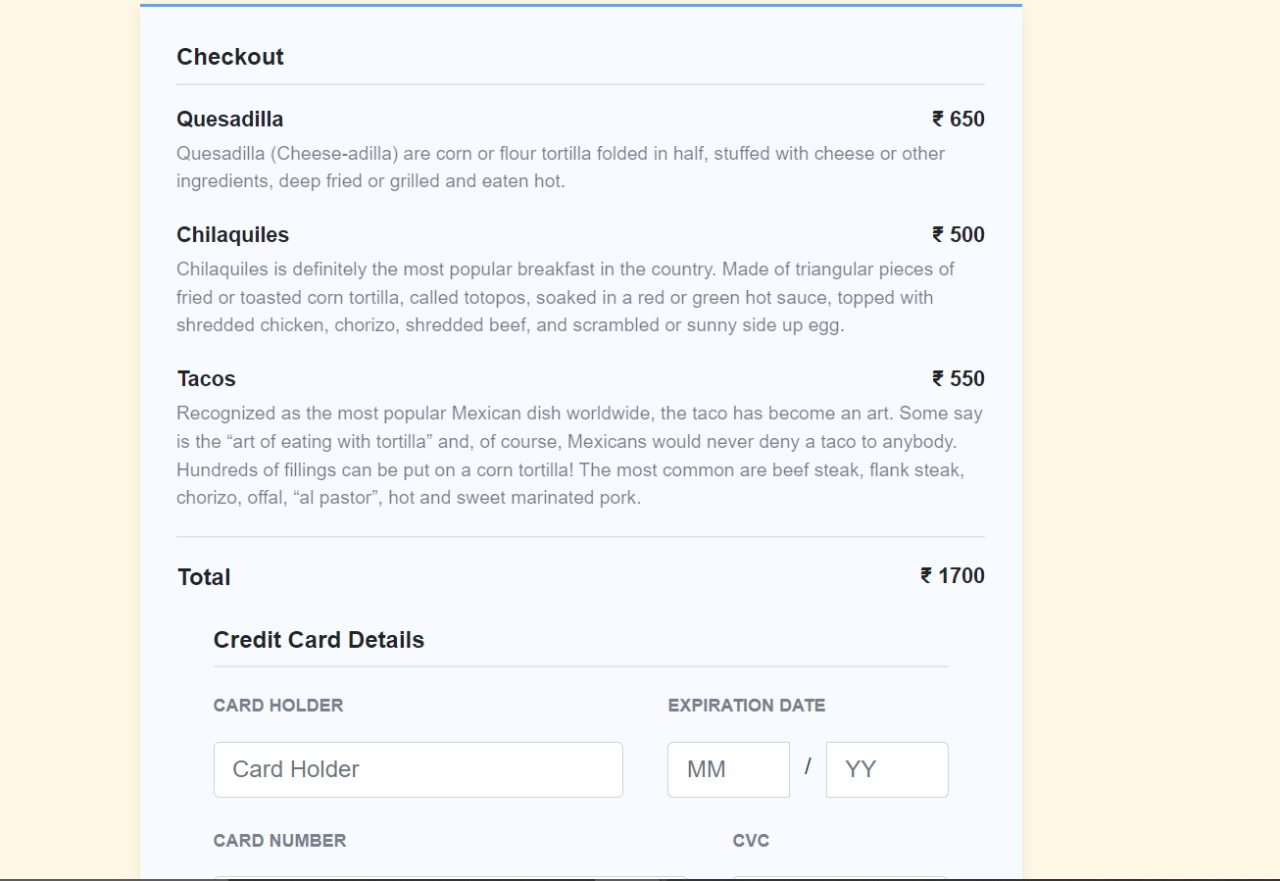 Checkout
Quesadilla ₹ 650
Quesadilla (Cheese-adilla) are corn or flour tortilla folded in half, stuffed with cheese or other
ingredients, deep fried or grilled and eaten hot.
Chilaquiles ₹ 500
Chilaquiles is definitely the most popular breakfast in the country. Made of triangular pieces of
fried or toasted corn tortilla, called totopos, soaked in a red or green hot sauce, topped with
shredded chicken, chorizo, shredded beef, and scrambled or sunny side up egg.
Tacos ₹ 550
Recognized as the most popular Mexican dish worldwide, the taco has become an art. Some say
is the “art of eating with tortilla” and, of course, Mexicans would never deny a taco to anybody.
Hundreds of fillings can be put on a corn tortilla! The most common are beef steak, flank steak,
chorizo, offal, “al pastor”, hot and sweet marinated pork.
Total ₹ 1700
Credit Card Details
CARD HOLDER EXPIRATION DATE
Card Holder MM / YY
CARD NUMBER CVC